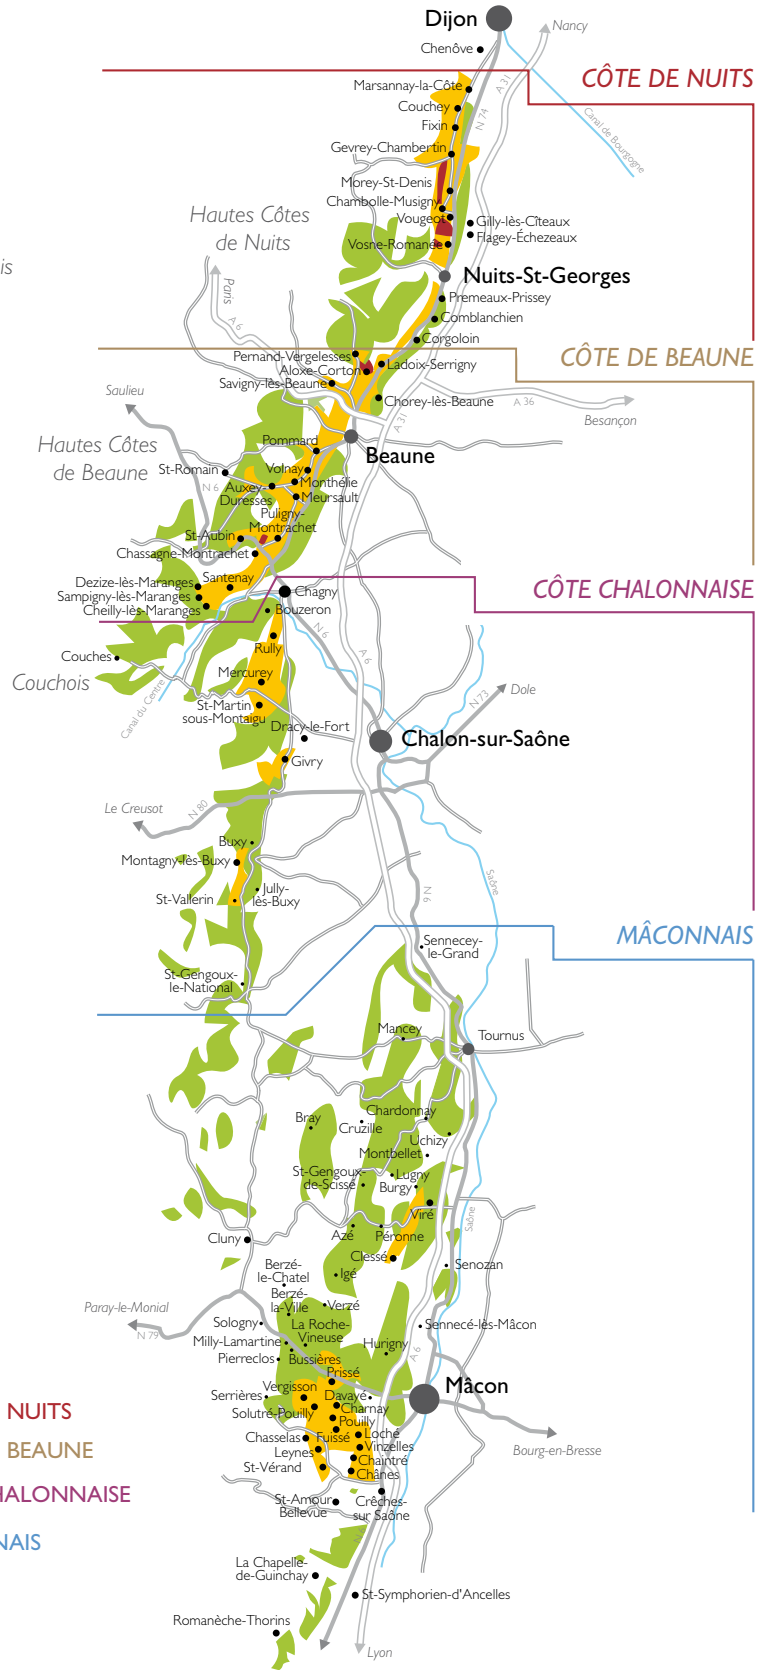 Dijon
Nancy
Chenôve
CÔTE DE NUITS
Marsannay-la-Côte
A 31
Couchey
N 74
Canal de Bourgogne
Fixin
Gevrey-Chambertin
Morey-St-Denis
Chambolle-Musigny
Hautes Côtes
de Nuits
Vougeot
Gilly-lès-Cîteaux
Flagey-Échezeaux
Vosne-Romanée
is
Nuits-St-Georges
Paris
Premeaux-Prissey
A 6
Comblanchien
Corgoloin
Pernand-Vergelesses
CÔTE DE BEAUNE
Aloxe-Corton
Ladoix-Serrigny
Savigny-lès-Beaune
Saulieu
Chorey-lès-Beaune
A 36
Besançon
A 31
Hautes Côtes
de Beaune
Pommard
Beaune
St-Romain
Volnay
N 6
Auxey-
Duresses
Monthélie
Meursault
Puligny-
Montrachet
St-Aubin
Chassagne-Montrachet
Dezize-lès-Maranges
Santenay
Sampigny-lès-Maranges
Cheilly-lès-Maranges
Chagny
CÔTE CHALONNAISE
Bouzeron
N 6
Rully
A 6
Couches
Couchois
Mercurey
Canal du Centre
St-Martin
sous-Montaigu
N 73
Dole
Dracy-le-Fort
Chalon-sur-Saône
Givry
Le Creusot
N 80
Buxy
Montagny-lès-Buxy
Jully-
lès-Buxy
St-Vallerin
N 6
Saône
MÂCONNAIS
Sennecey-
le-Grand
St-Gengoux-
le-National
Mancey
Tournus
Chardonnay
Bray
Cruzille
Uchizy
Montbellet
St-Gengoux-
de-Scissé
Lugny
Burgy
Viré
Saône
Cluny
Azé
Péronne
Clessé
Senozan
Berzé-
le-Chatel
Igé
Berzé-
la-Ville
Verzé
Paray-le-Monial
N 79
Sologny
La Roche-
Vineuse
Sennecé-lès-Mâcon
Milly-Lamartine
Hurigny
A 6
Pierreclos
Bussières
Prissé
Mâcon
Vergisson
Serrières
Davayé
Charnay
Solutré-Pouilly
Pouilly
NUITS
Chasselas
Fuissé
Loché
Vinzelles
BEAUNE
Leynes
Chaintré
Bourg-en-Bresse
St-Vérand
Chânes
HALONNAISE
St-Amour
Bellevue
Crêches-
sur Saône
NAIS
N 6
La Chapelle-
de-Guinchay
St-Symphorien-d'Ancelles
Romanèche-Thorins
Lyon